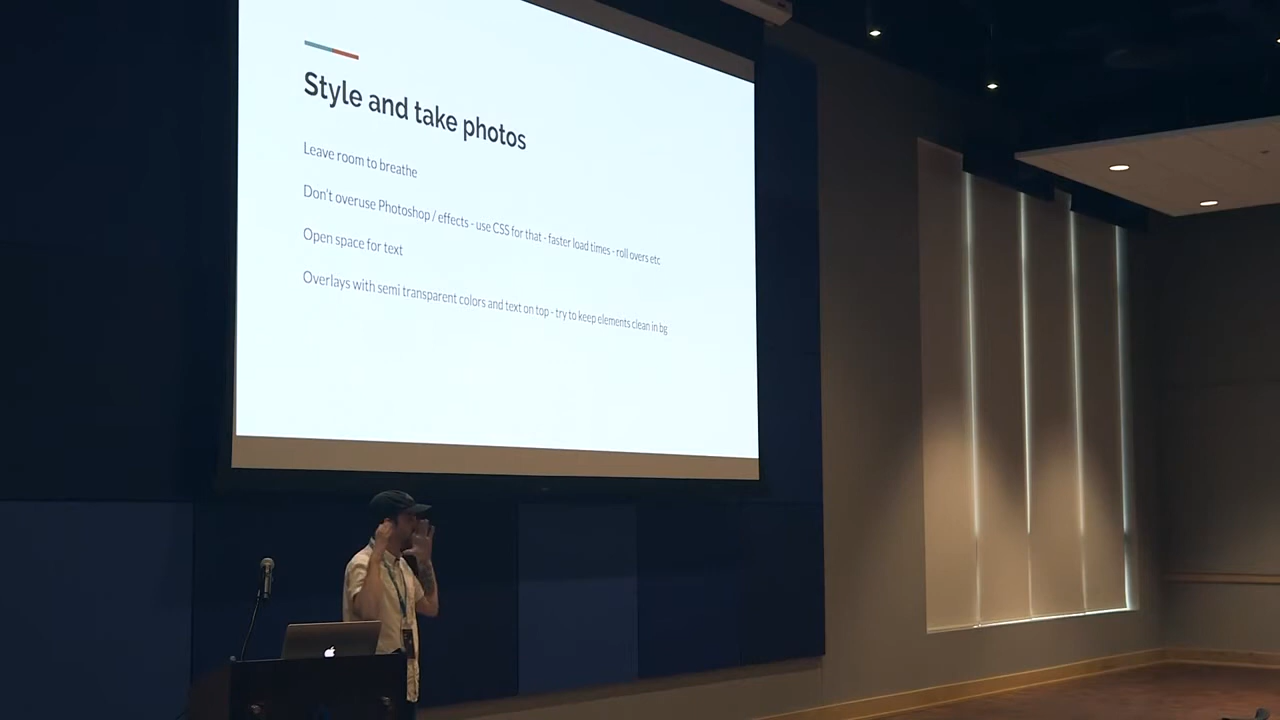 Style and take photos
Leave room to breathe
Don't overuse Photoshop / effects - use CSS for that - faster load times - roll overs etc
Open space for text
Overlays with semi transparent colors and text on top - try to keep elements clean in bg